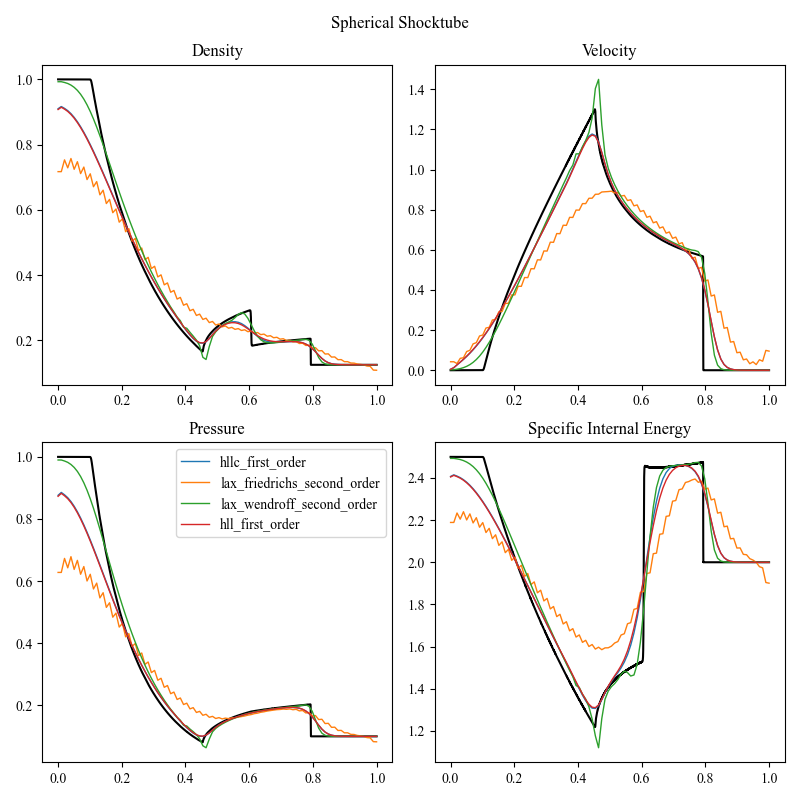 Spherical Shocktube
Density
1.0
0.8
0.6
0.4
0.2
0.0 0.2 0.4 0.6 0.8 1.0
Velocity
1.4
1.2
1.0
0.8
0.6
0.4
0.2
0.0
0.0 0.2 0.4 0.6 0.8 1.0
Pressure
1.0
0.8
0.6
0.4
0.2
0.0 0.2 0.4 0.6 0.8 1.0
hllc_first_order
lax_friedrichs_second_order
lax_wendroff_second_order
hll_first_order
Specific Internal Energy
2.4
2.2
2.0
1.8
1.6
1.4
1.2
0.0 0.2 0.4 0.6 0.8 1.0